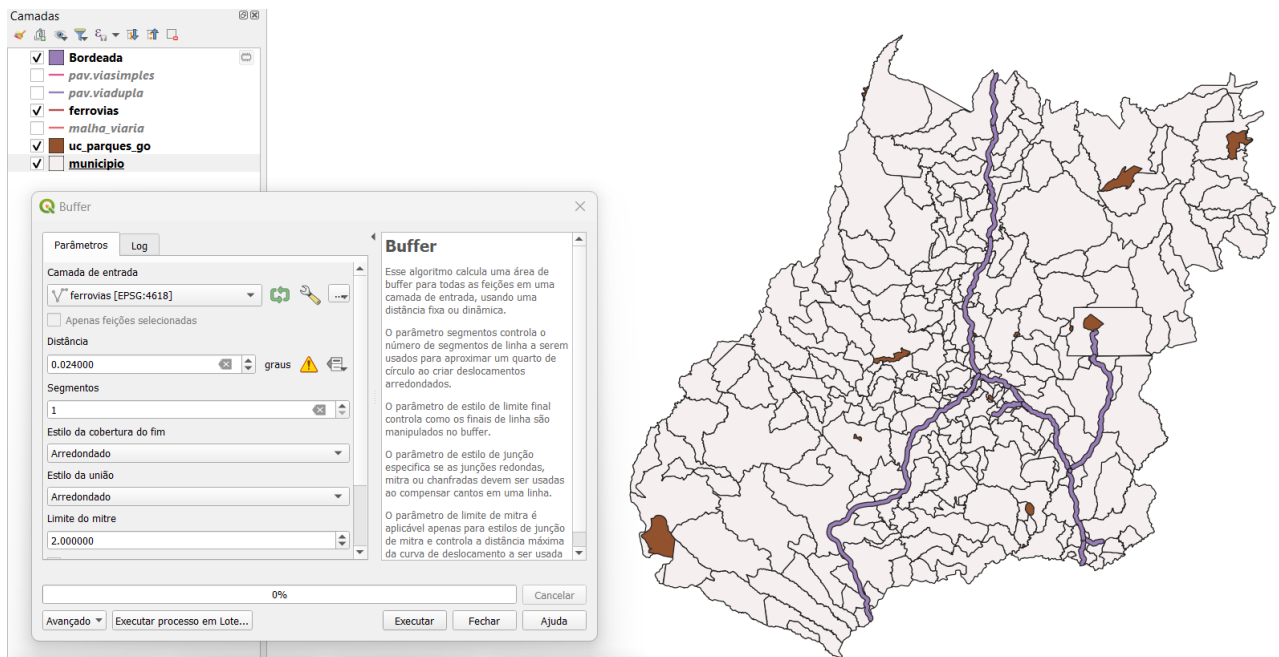 Camadas
Bordeada
pav.viasimples
pav.viadupla
ferrovias
malha_viaria
uc_parques_go
municipio
Buffer
Parâmetros
Log
Camada de entrada
ferrovias [EPSG:4618]
Apenas feições selecionadas
Distância
0.024000
graus
Segmentos
1
Estilo da cobertura do fim
Arredondado
Estilo da união
Arredondado
Limite do mitre
2.000000
Buffer
Esse algoritmo calcula uma área de
buffer para todas as feições em uma
camada de entrada, usando uma
distância fixa ou dinâmica.
O parâmetro segmentos controla o
número de segmentos de linha a serem
usados para aproximar um quarto de
círculo ao criar deslocamentos
arredondados.
O parâmetro de estilo de limite final
controla como os finais de linha são
manipulados no buffer.
O parâmetro de estilo de junção
especifica se as junções redondas,
mitra ou chanfradas devem ser usadas
ao compensar cantos em uma linha.
O parâmetro de limite de mitra é
aplicável apenas para estilos de junção
de mitra e controla a distância máxima
da curva de deslocamento a ser usada
0%
Cancelar
Avançado
Executar processo em Lote...
Executar
Fechar
Ajuda